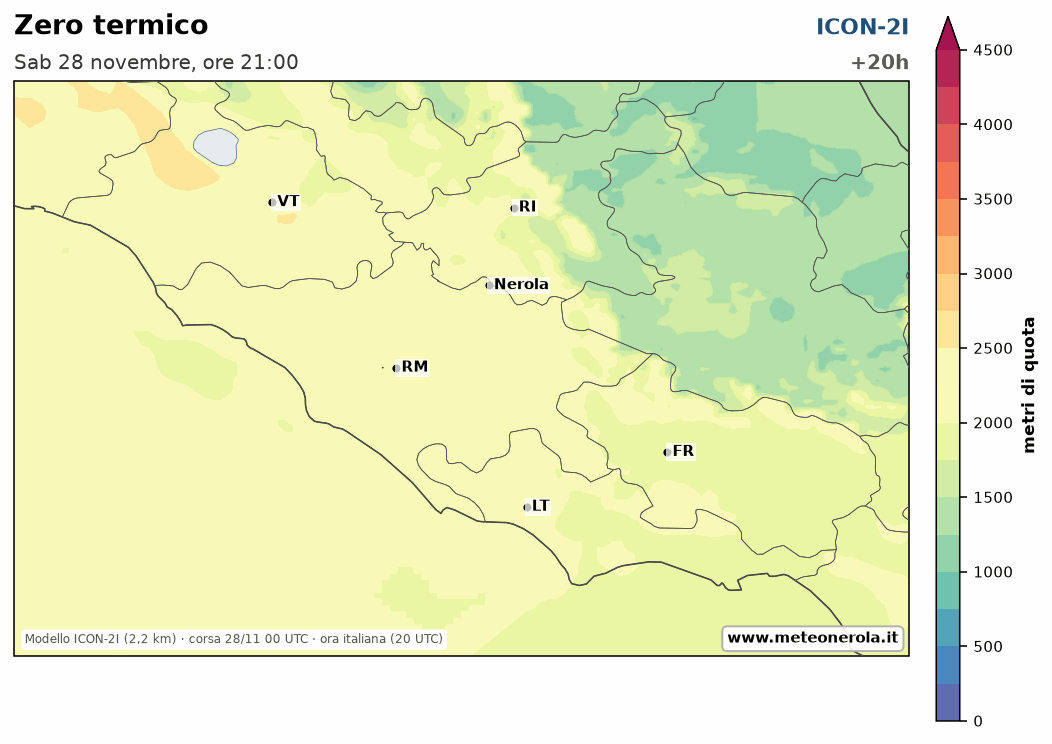 Zero termico
ICON-2I
Sab 28 novembre, ore 21:00
+20h
4500
4000
3500
3000
2500
2000
1500
1000
500
0
metri di quota
VT
RI
Nerola
RM
FR
LT
Modello ICON-2I (2,2 km) · corsa 28/11 00 UTC · ora italiana (20 UTC)
www.meteonerola.it